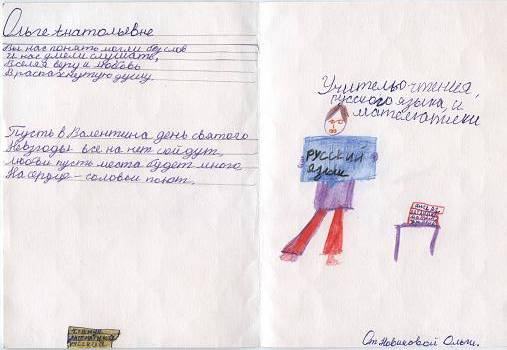 Ольге Анатольевне
Вы нас понять могли без слов
и нас умели слушать,
Вселяя веру и любовь
В распахнутую душу.
Пусть в Валентина день святого
Невзгоды все на нет сойдут,
Любви пусть места будет много
На сердце – соловьи поют.
Учителю чтения,
русского языка и
математики
Русский
язык
От Новиковой Ольги.